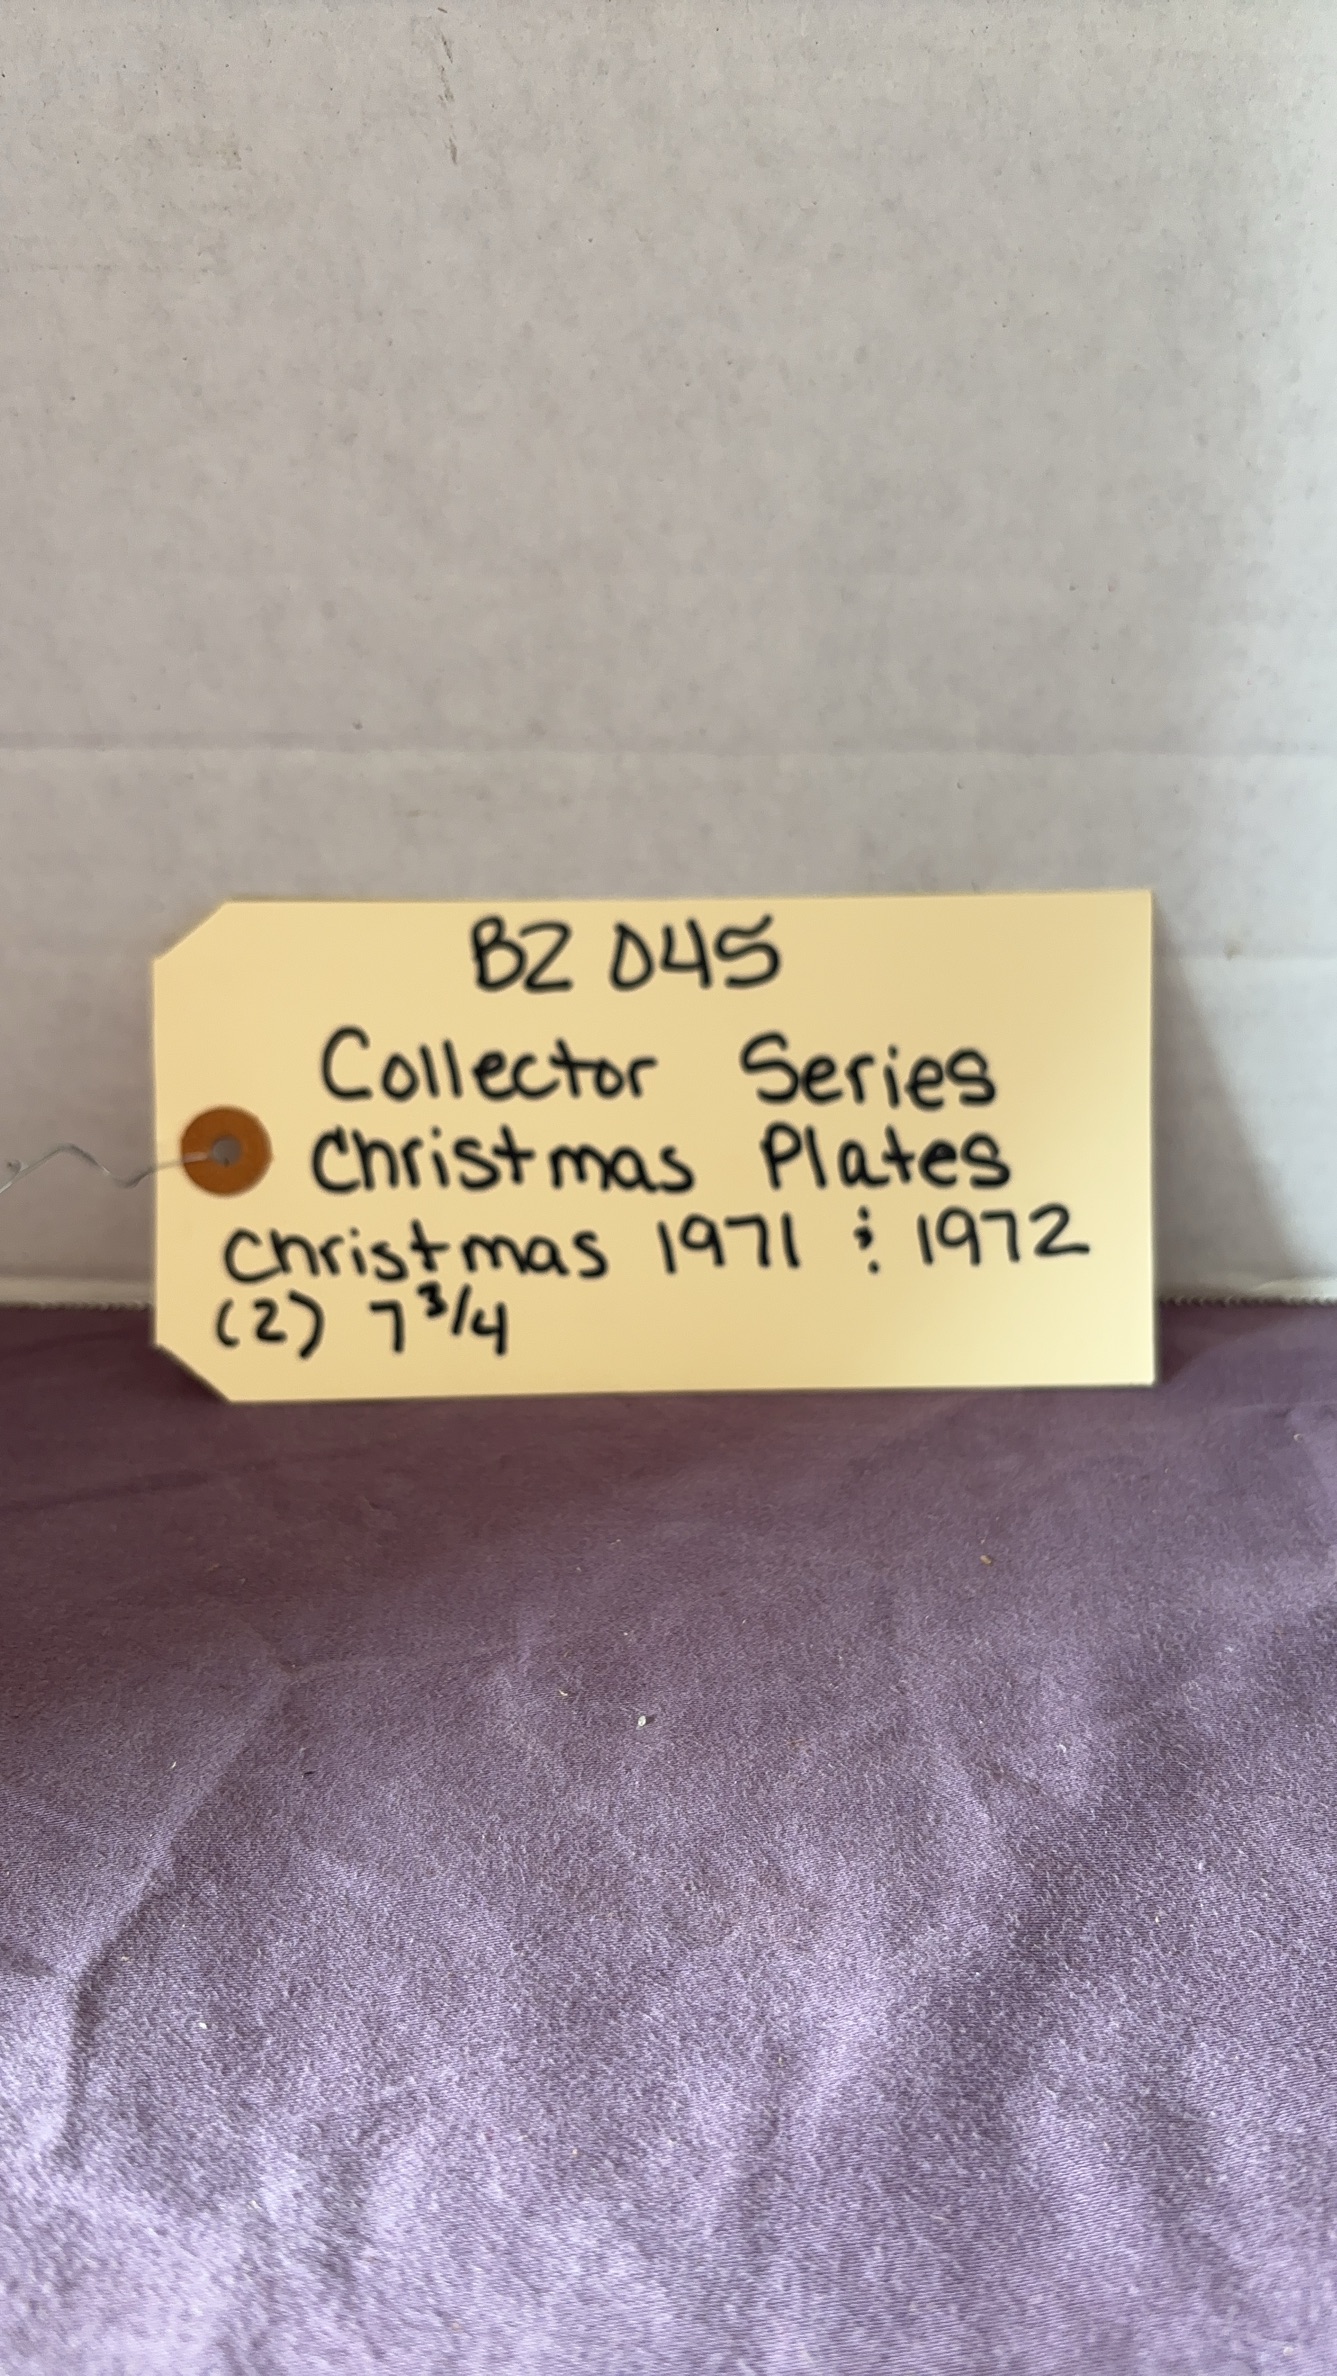 BZ 045
Collector Series
Christmas Plates
Christmas 1971 & 1972
(2) 7 3/4